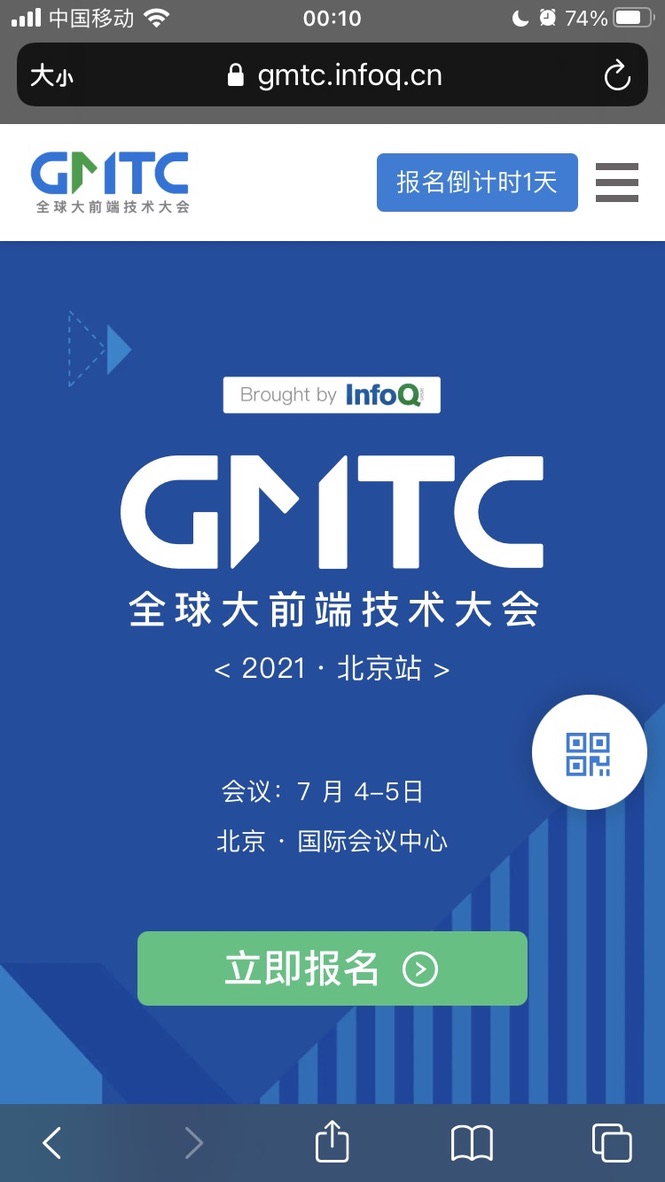 中国移动 00:10 74%
大小 gmtc.infoq.cn
GMTC
全球大前端技术大会
报名倒计时1天
Brought by InfoQ
GMTC
全球大前端技术大会
< 2021 · 北京站 >
会议：7 月 4-5日
北京 · 国际会议中心
立即报名